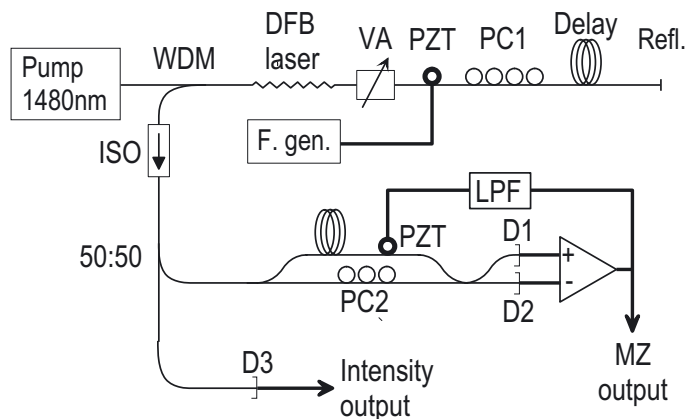 Pump
1480nm
WDM
DFB
laser
VA
PZT
PC1
Delay
Refl.
ISO
F. gen.
LPF
50:50
PZT
D1
+
-
PC2
D2
D3
Intensity
output
MZ
output